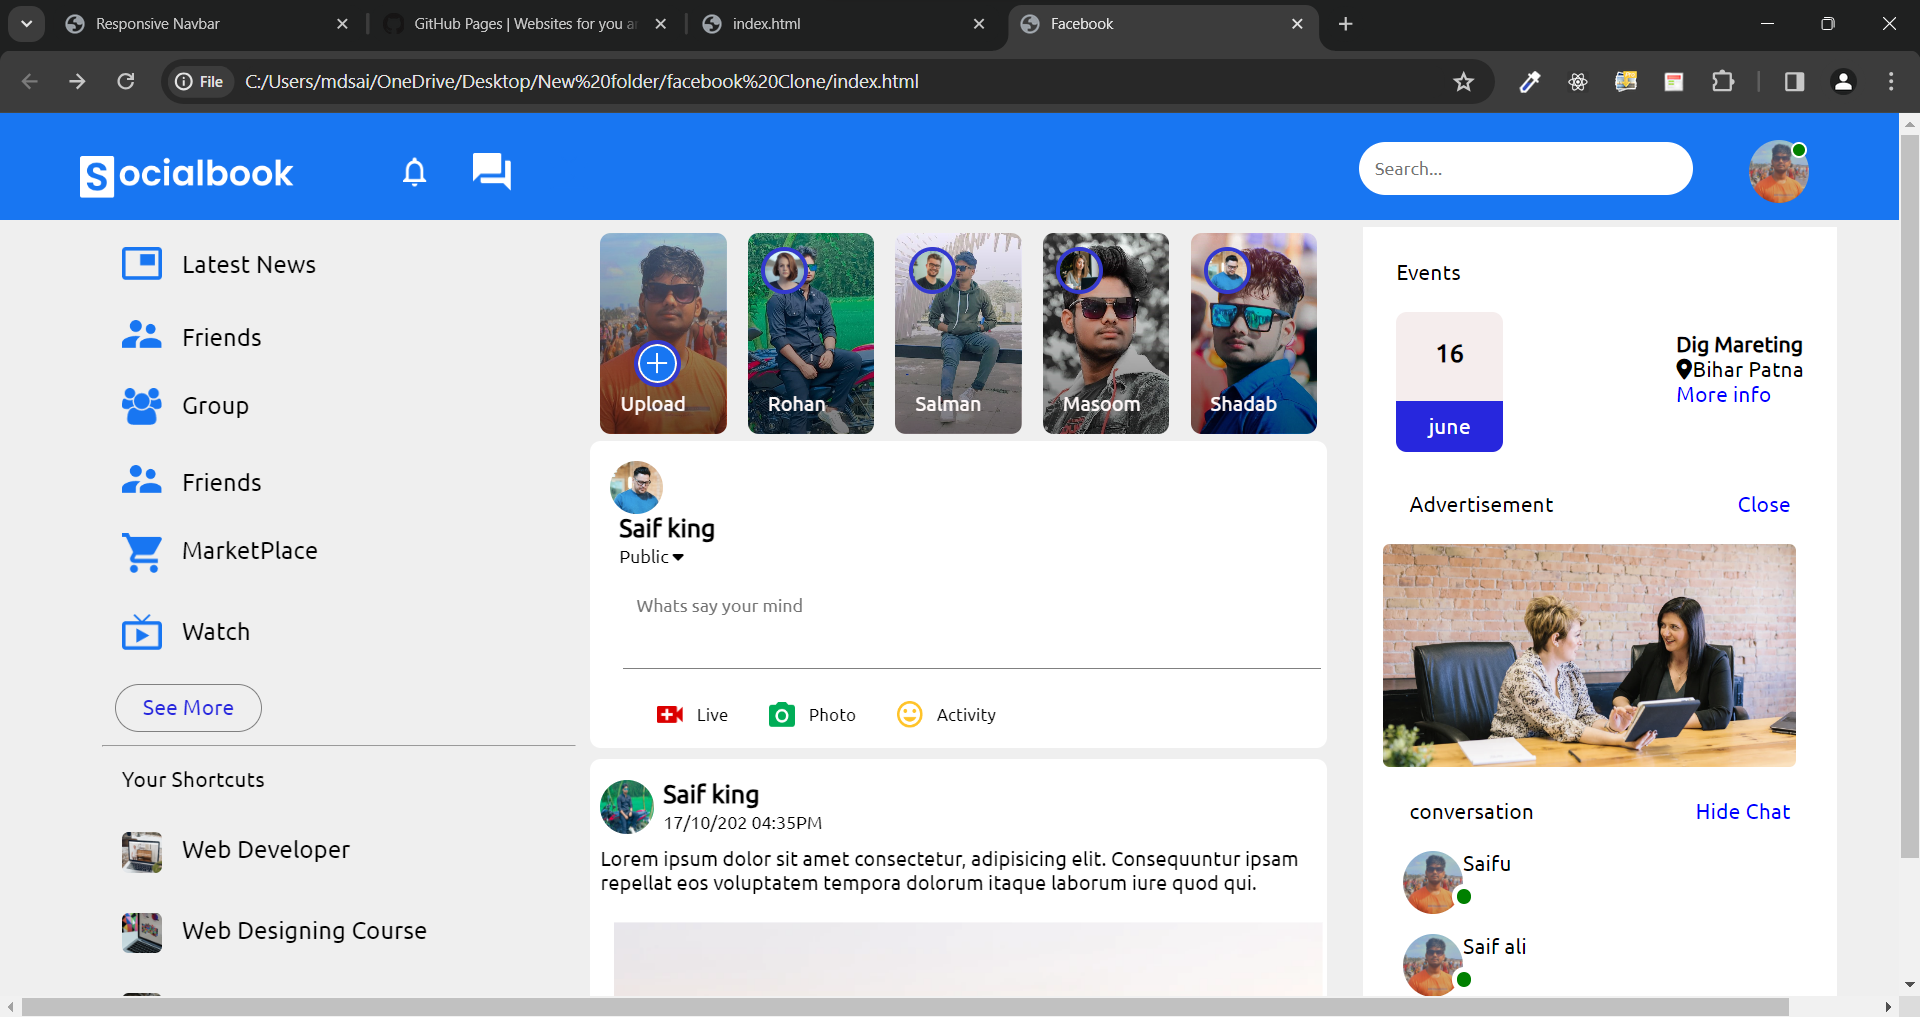 Responsive Navbar
GitHub Pages | Websites for you a
index.html
Facebook
File
C:/Users/mdsai/OneDrive/Desktop/New%20folder/facebook%20Clone/index.html
Socialbook
Search...
Latest News
Friends
Group
Friends
MarketPlace
Watch
See More
Your Shortcuts
Web Developer
Web Designing Course
Upload
Rohan
Salman
Masoom
Shadab
Saif king
Public
Whats say your mind
Live
Photo
Activity
Saif king
17/10/202 04:35PM
Lorem ipsum dolor sit amet consectetur, adipisicing elit. Consequuntur ipsam
repellat eos voluptatem tempora dolorum itaque laborum iure quod qui.
Events
16
june
Dig Mareting
Bihar Patna
More info
Advertisement
Close
conversation
Hide Chat
Saifu
Saif ali